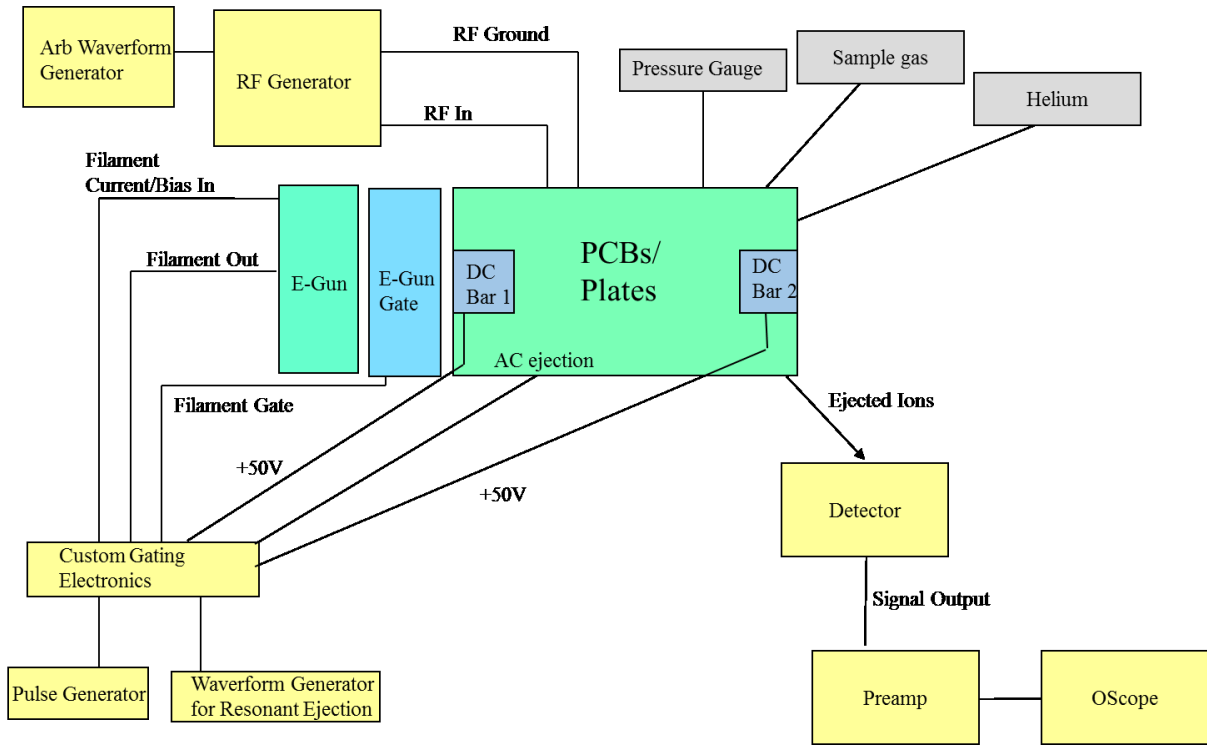 Arb Waveform
Generator
RF Generator
RF Ground
RF In
Pressure Gauge
Sample gas
Helium
Filament
Current/Bias In
Filament Out
E-Gun
E-Gun
Gate
DC
Bar 1
PCBs/
Plates
DC
Bar 2
AC ejection
Filament Gate
Ejected Ions
+50V
+50V
Detector
Custom Gating
Electronics
Signal Output
Pulse Generator
Waveform Generator
for Resonant Ejection
Preamp
OScope